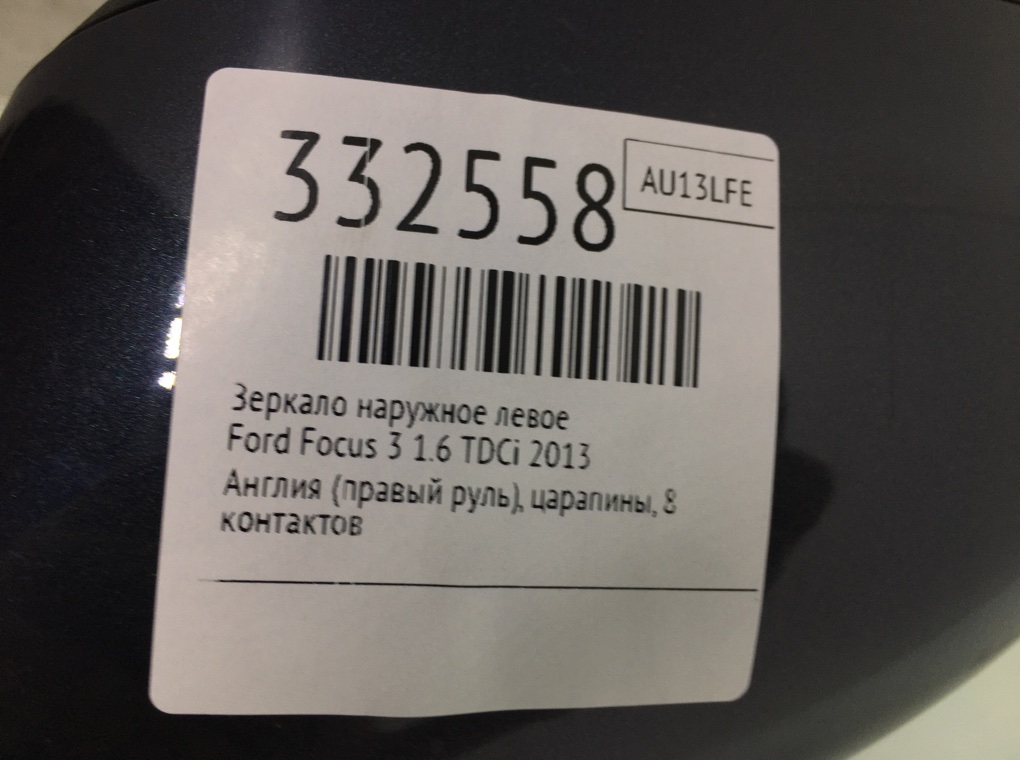 332558
AU13LFE
Зеркало наружное левое
Ford Focus 3 1.6 TDCi 2013
Англия (правый руль), царапины, 8
контактов